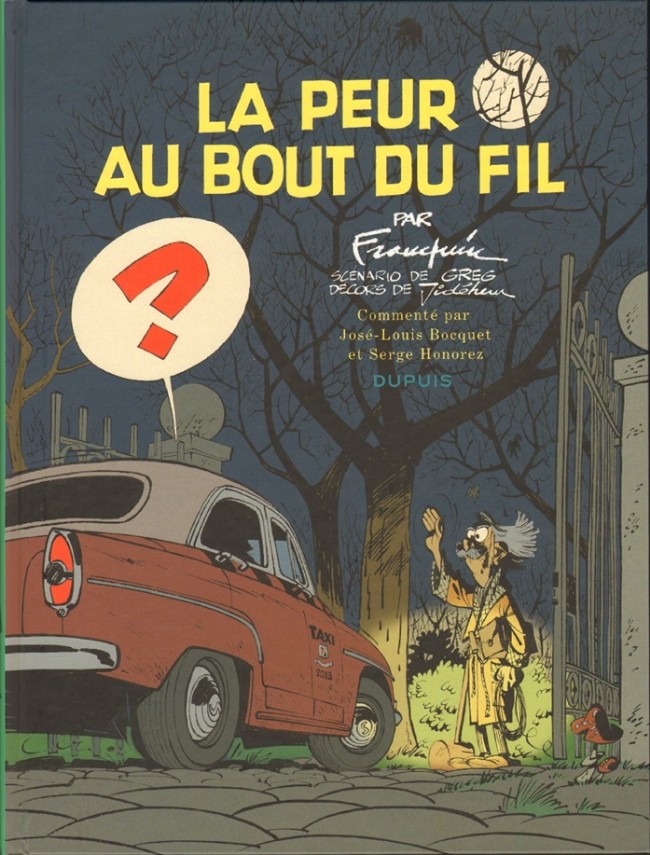 LA PEUR
AU BOUT DU FIL
PAR
Franquin
SCÉNARIO DE GREG
DÉCORS DE Jidéhem
Commenté par
José-Louis Bocquet
et Serge Honorez
DUPUIS
?
TAXI
2013